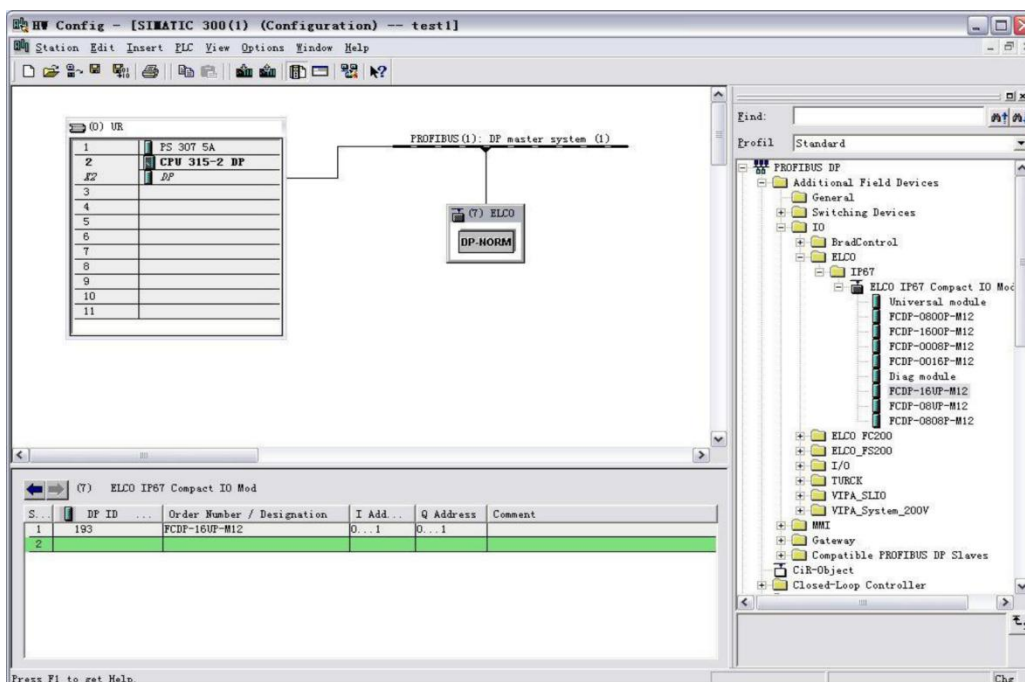 HW Config - [SIMATIC 300(1) (Configuration) -- test1]
Station Edit Insert PLC View Options Window Help
(0) UR
1 PS 307 5A
2 CPU 315-2 DP
X2 DP
3
4
5
6
7
8
9
10
11
PROFIBUS(1): DP master system (1)
(7) ELCO
DP-NORM
Find:
Profil Standard
PROFIBUS DP
Additional Field Devices
General
Switching Devices
IO
BradControl
ELCO
IP67
ELCO IP67 Compact IO Mod
Universal module
FCDP-0800P-M12
FCDP-1600P-M12
FCDP-0008P-M12
FCDP-0016P-M12
Diag module
FCDP-16UP-M12
FCDP-08UP-M12
FCDP-0808P-M12
ELCO FC200
ELCO_FS200
I/O
TURCK
VIPA_SLIO
VIPA_System_200V
MMI
Gateway
Compatible PROFIBUS DP Slaves
CiR-Object
Closed-Loop Controller
(7) ELCO IP67 Compact IO Mod
S... DP ID ... Order Number / Designation I Add... Q Address Comment
1 193 FCDP-16UP-M12 0...1 0...1
2
Press F1 to get Help.
Chg